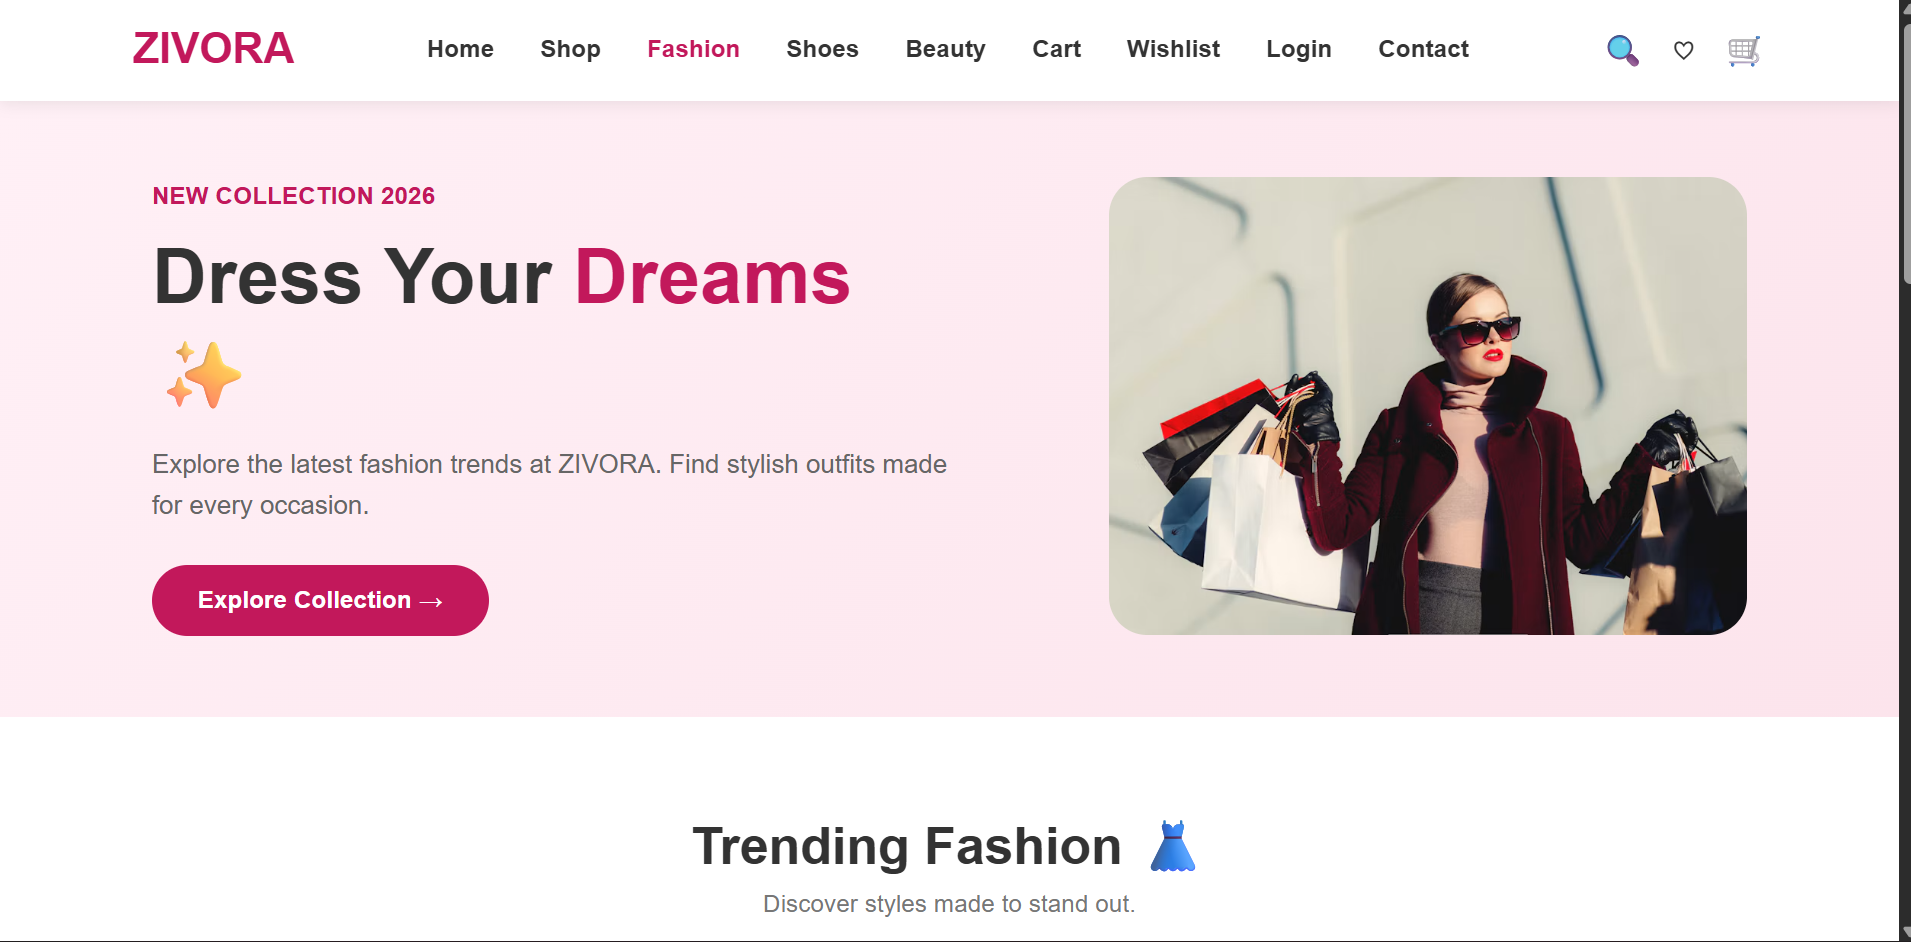 ZIVORA
Home Shop Fashion Shoes Beauty Cart Wishlist Login Contact
NEW COLLECTION 2026
Dress Your Dreams
✨
Explore the latest fashion trends at ZIVORA. Find stylish outfits made
for every occasion.
Explore Collection →
Trending Fashion 👗
Discover styles made to stand out.